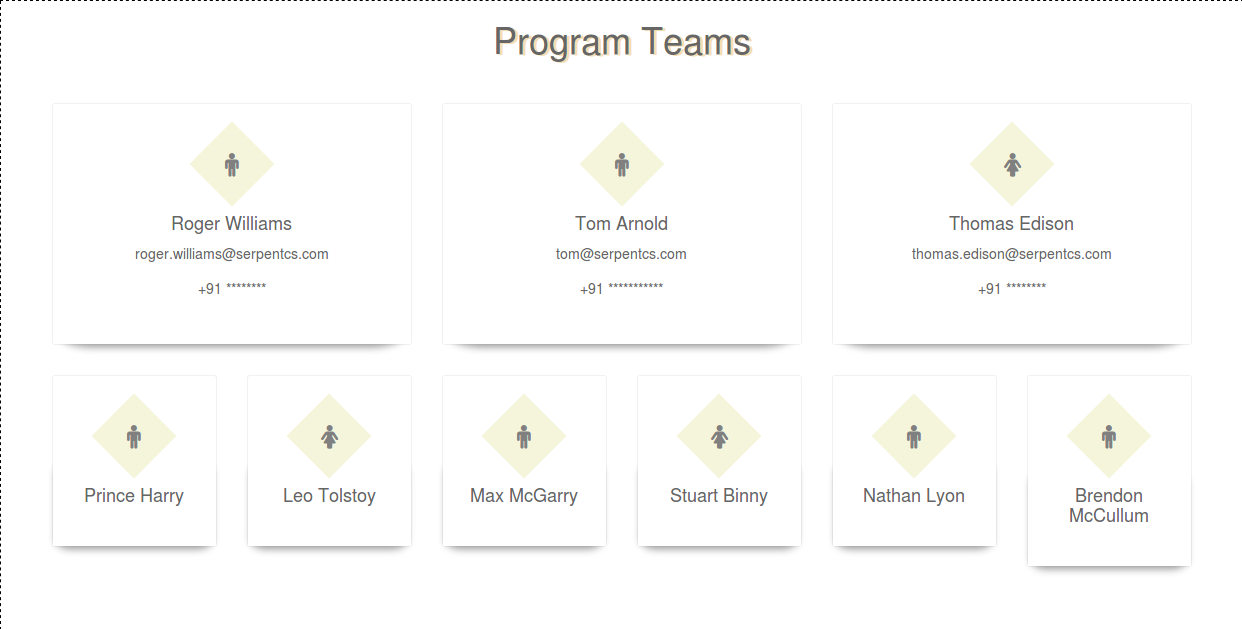 Program Teams
Roger Williams
roger.williams@serpentcs.com
+91 ********
Tom Arnold
tom@serpentcs.com
+91 ***********
Thomas Edison
thomas.edison@serpentcs.com
+91 ********
Prince Harry
Leo Tolstoy
Max McGarry
Stuart Binny
Nathan Lyon
Brendon
McCullum